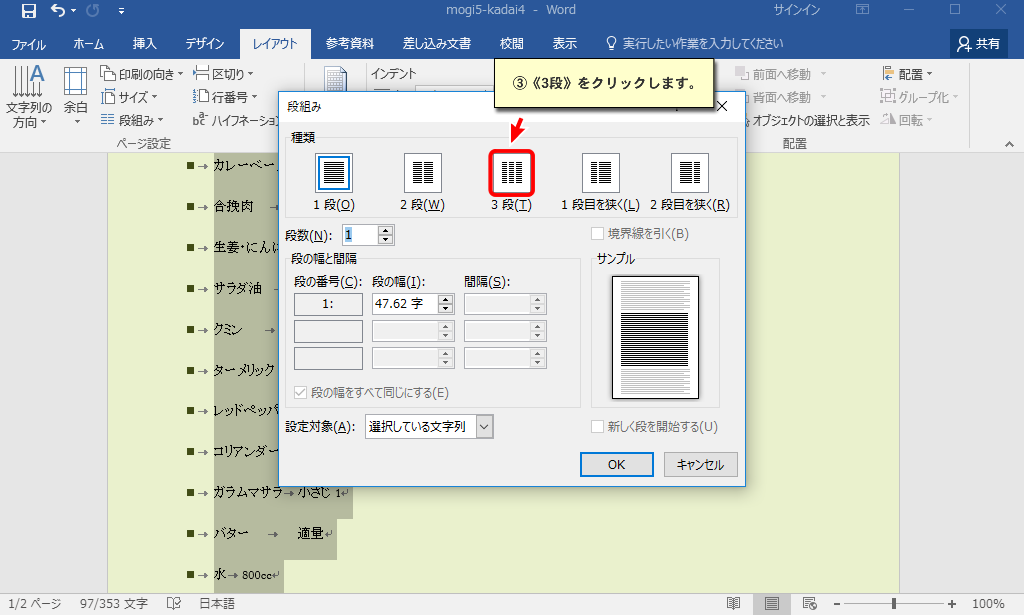 mogi5-kadai4 - Word
サインイン
ファイル ホーム 挿入 デザイン レイアウト 参考資料 差し込み文書 校閲 表示 実行したい作業を入力してください 共有
文字列の方向
余白
印刷の向き
サイズ
段組み
区切り
行番号
ハイフネーション
ページ設定
インデント
③《3段》をクリックします。
前面へ移動
背面へ移動
オブジェクトの選択と表示
配置
グループ化
回転
配置
段組み
種類
1 段(O) 2 段(W) 3 段(T) 1 段目を狭く(L) 2 段目を狭く(R)
段数(N): 1
境界線を引く(B)
段の幅と間隔
段の番号(C): 段の幅(I): 間隔(S):
1: 47.62 字
段の幅をすべて同じにする(E)
サンプル
設定対象(A): 選択している文字列
新しく段を開始する(U)
OK キャンセル
■→カレーベー
■→合挽肉→
■→生姜・にんに
■→サラダ油→
■→クミン→
■→ターメリック
■→レッドペッパ
■→コリアンダー
■→ガラムマサラ→小さじ 1↵
■→バター→適量↵
■→水→800cc↵
1/2 ページ 97/353 文字 日本語 100%